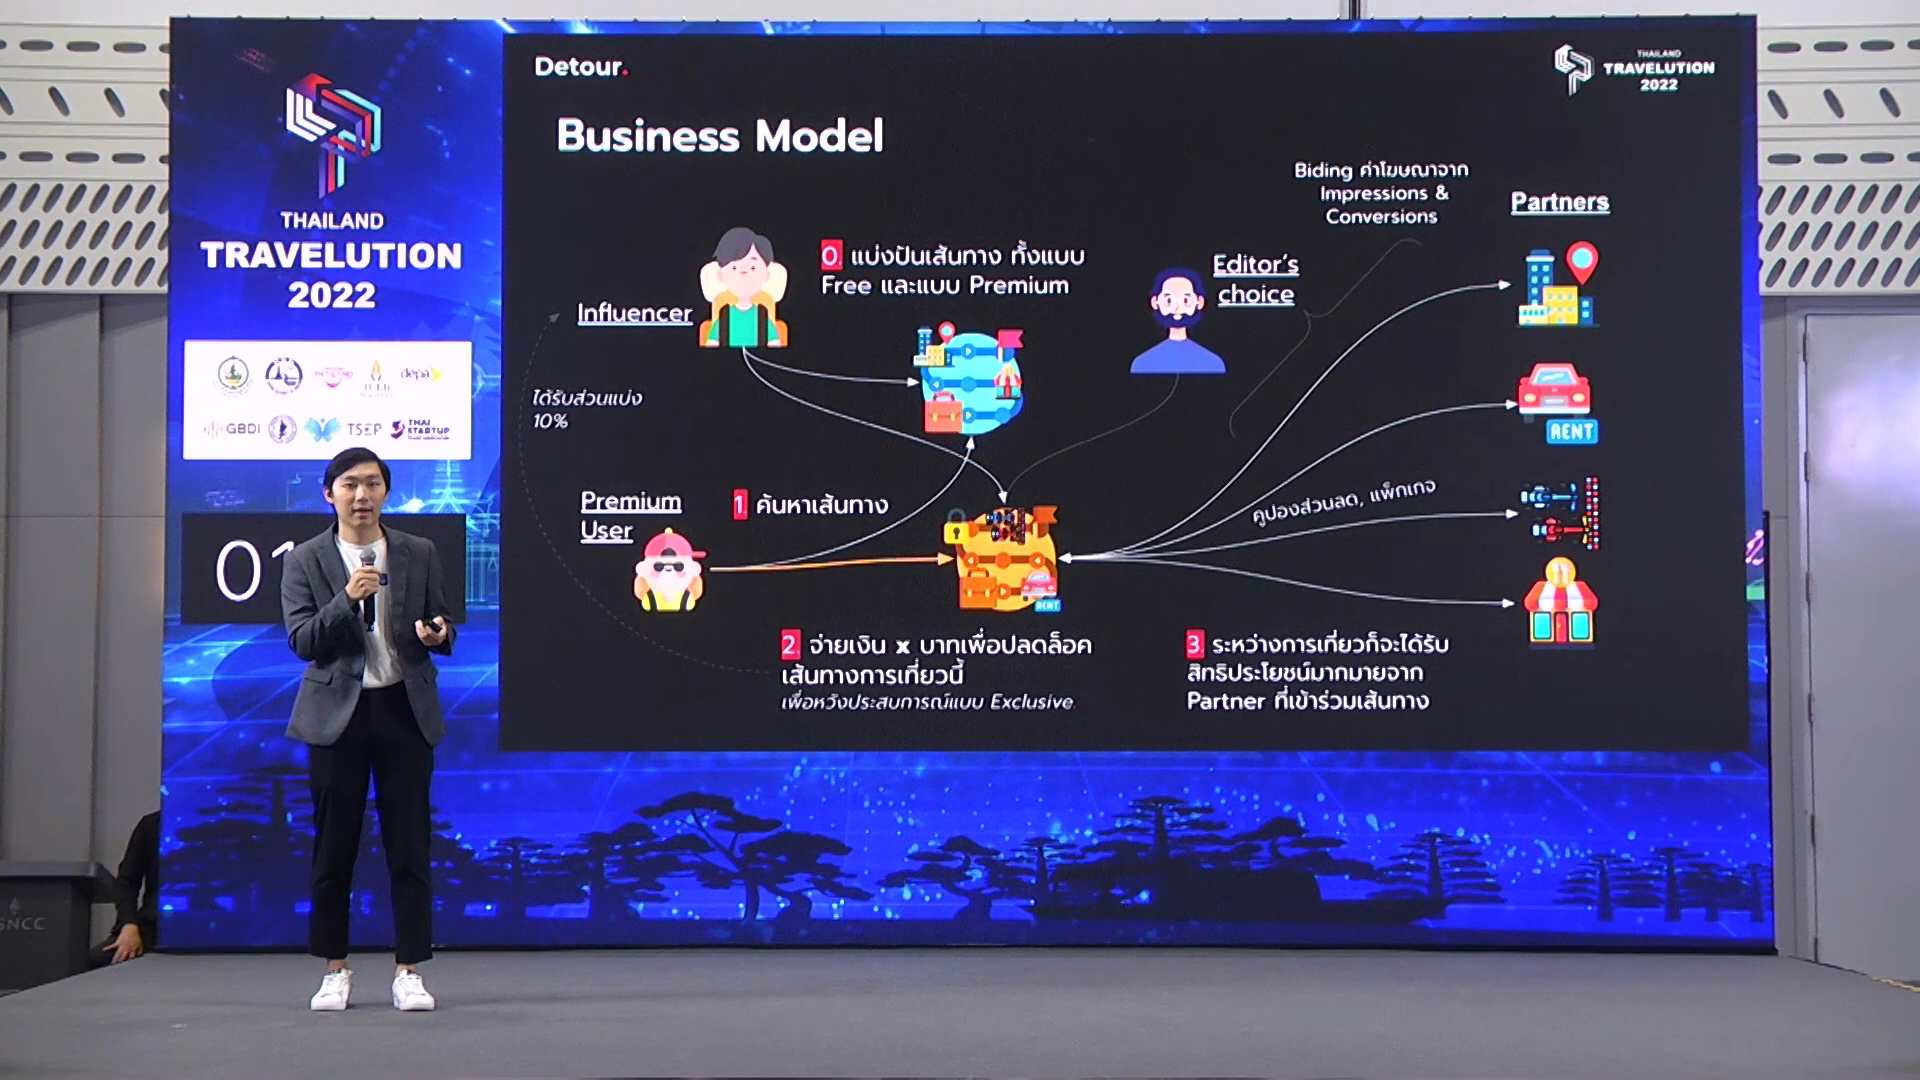 THAILAND
TRAVELUTION
2022
depa
GBDI
TSEP
THAI
STARTUP
01
SNCC
Detour.
THAILAND
TRAVELUTION
2022
Business Model
Biding ค่าโฆษณาจาก
Impressions &
Conversions
Partners
0. แบ่งปันเส้นทาง ทั้งแบบ
Free และแบบ Premium
Editor's
choice
Influencer
ได้รับส่วนแบ่ง
10%
RENT
Premium
User
1. ค้นหาเส้นทาง
คูปองส่วนลด, แพ็กเกจ
RENT
2. จ่ายเงิน x บาทเพื่อปลดล็อค
เส้นทางการเที่ยวนี้
เพื่อหวังประสบการณ์แบบ Exclusive.
3. ระหว่างการเที่ยวก็จะได้รับ
สิทธิประโยชน์มากมายจาก
Partner ที่เข้าร่วมเส้นทาง